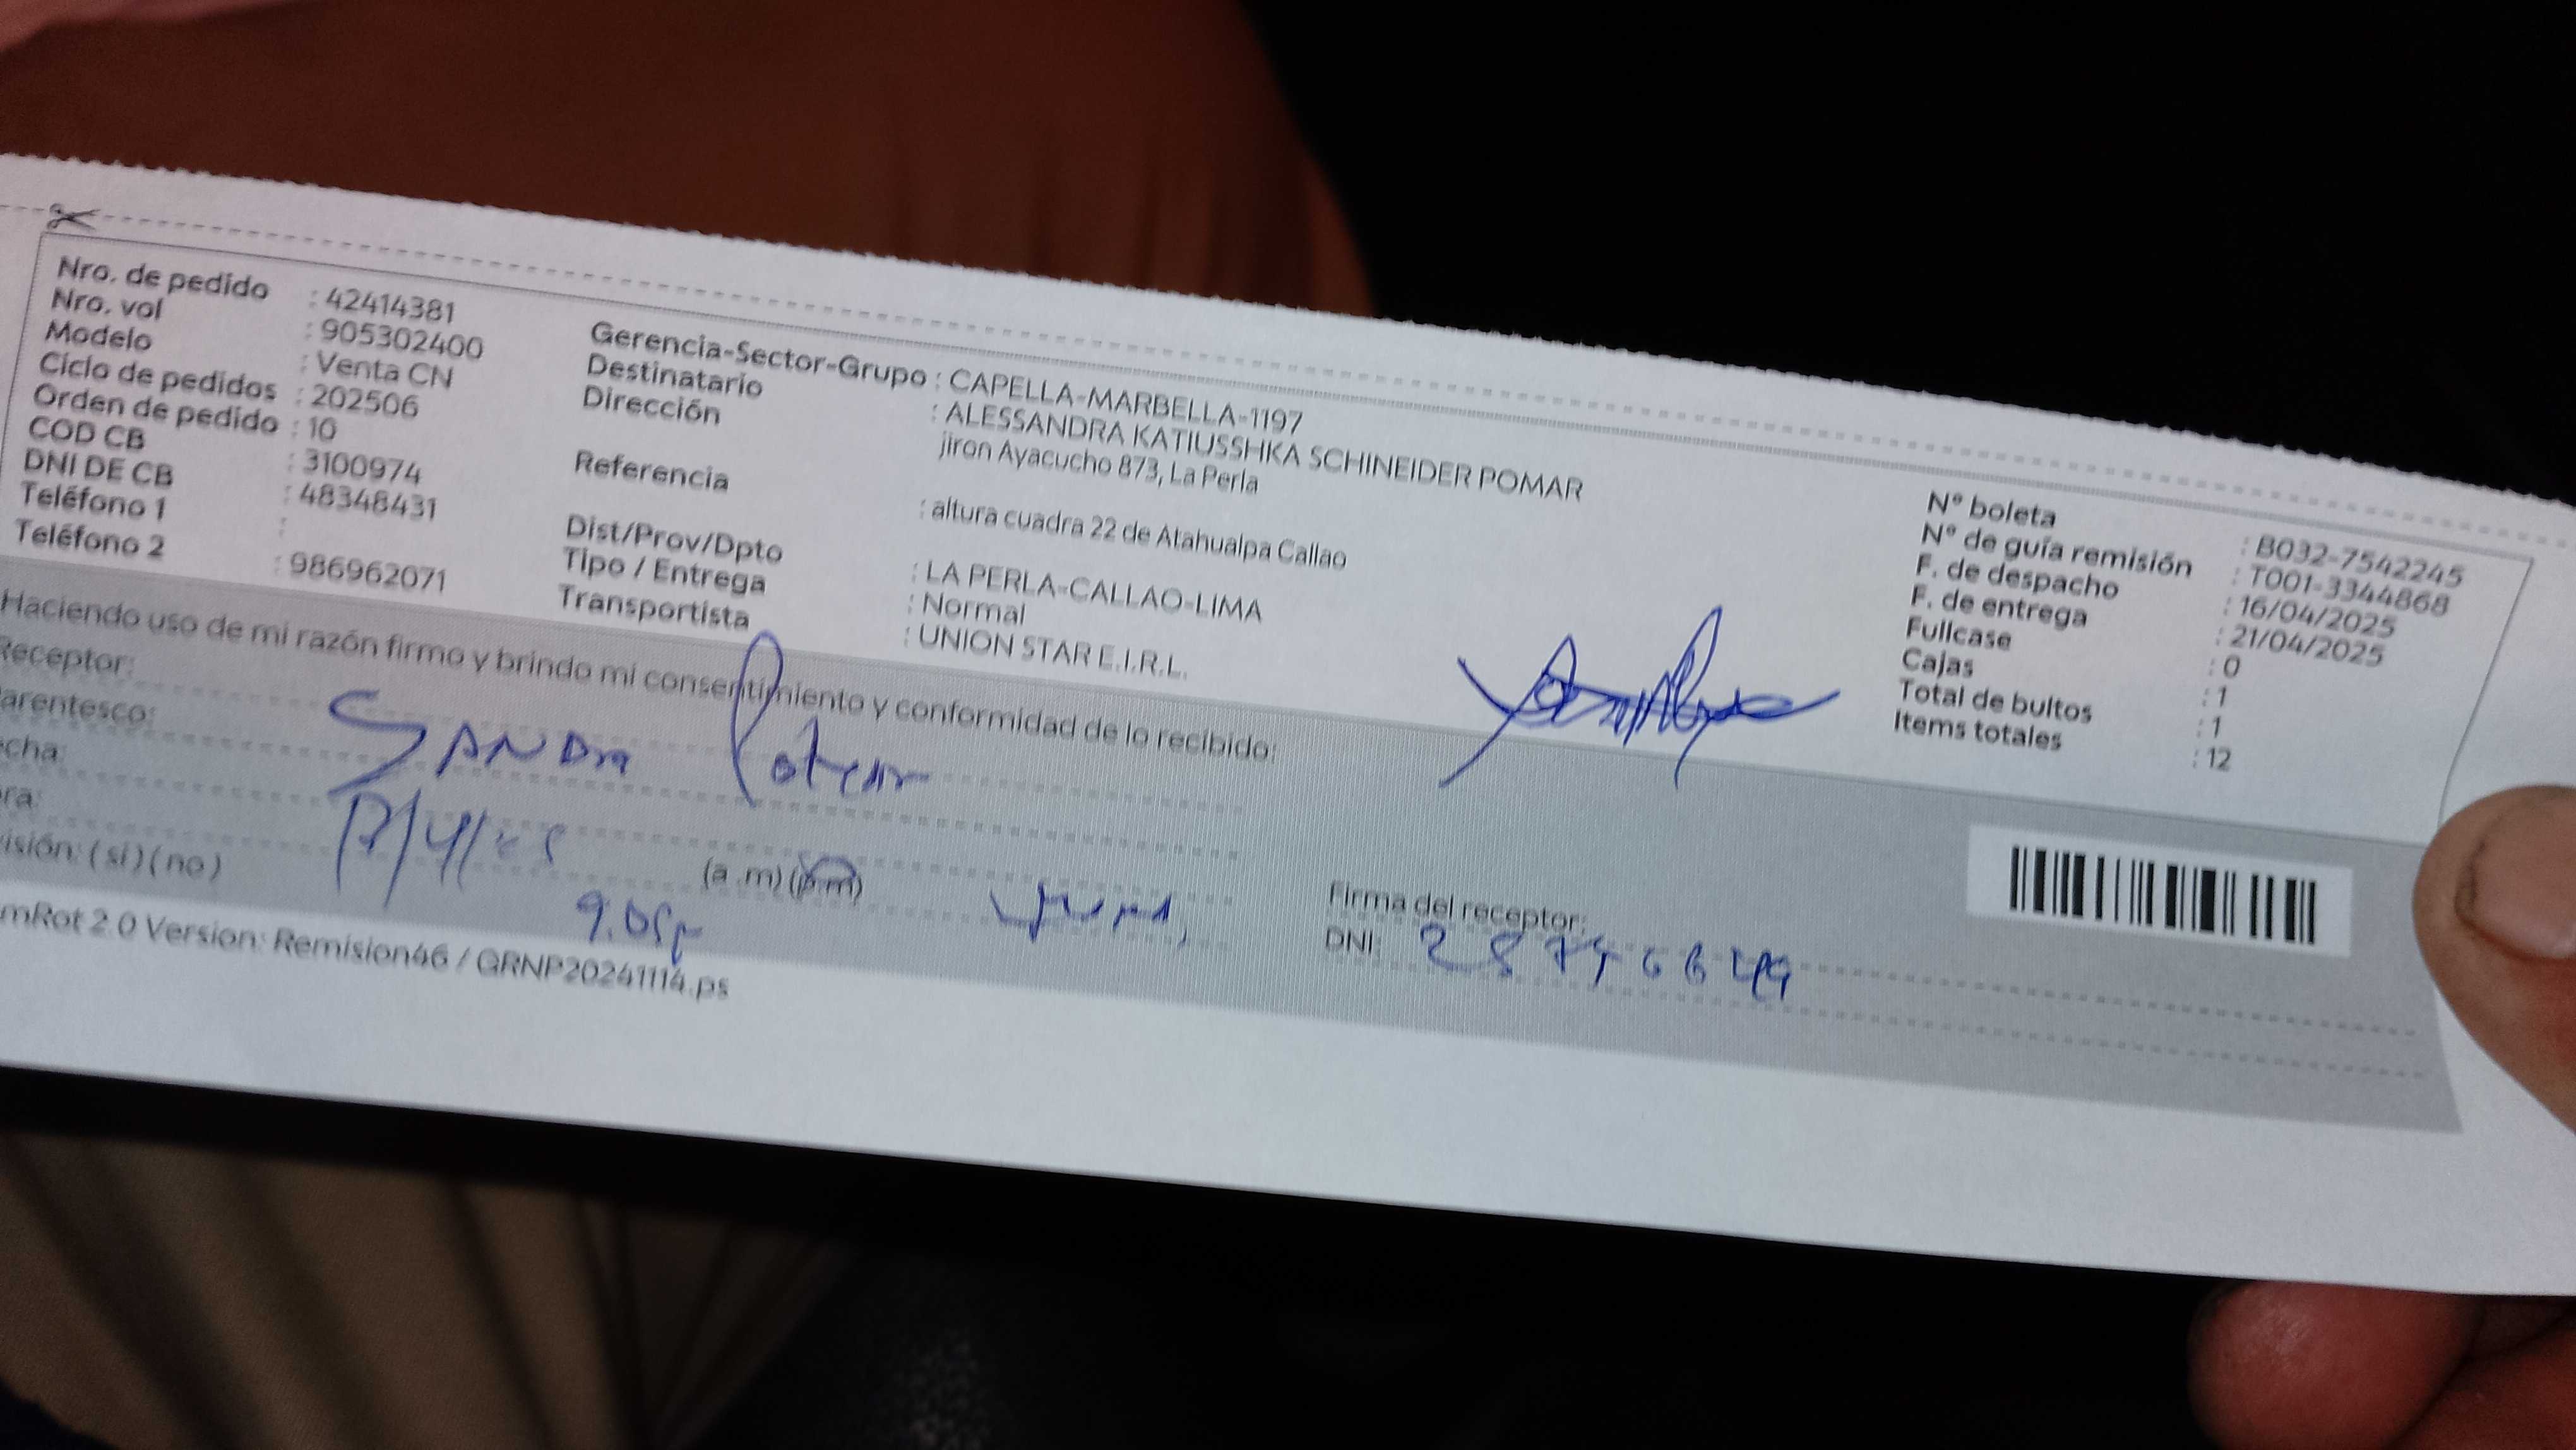 Nro. de pedido : 42414381
Nro. vol : 905302400
Modelo : Venta CN
Ciclo de pedidos : 202506
Orden de pedido : 10
COD CB : 3100974
DNI DE CB : 48348431
Teléfono 1 :
Teléfono 2 : 986962071
Gerencia-Sector-Grupo : CAPELLA-MARBELLA-1197
Destinatario : ALESSANDRA KATIUSSHKA SCHINEIDER POMAR
Dirección jiron Ayacucho 873, La Perla
Referencia : altura cuadra 22 de Atahualpa Callao
Dist/Prov/Dpto : LA PERLA-CALLAO-LIMA
Tipo / Entrega : Normal
Transportista : UNION STAR E.I.R.L.
N° boleta : B032-7542245
N° de guía remisión : T001-3344868
F. de despacho : 16/04/2025
F. de entrega : 21/04/2025
Fullcase : 0
Cajas : 1
Total de bultos : 1
Items totales : 12
Haciendo uso de mi razón firmo y brindo mi consentimiento y conformidad de lo recibido:
Receptor: SANDRA
arentesco:
cha:
ra: (a .m) (p.m)
isión: ( si ) ( no )
Firma del receptor:
DNI:
mRot 2.0 Version: Remision46 / GRNP20241114.ps